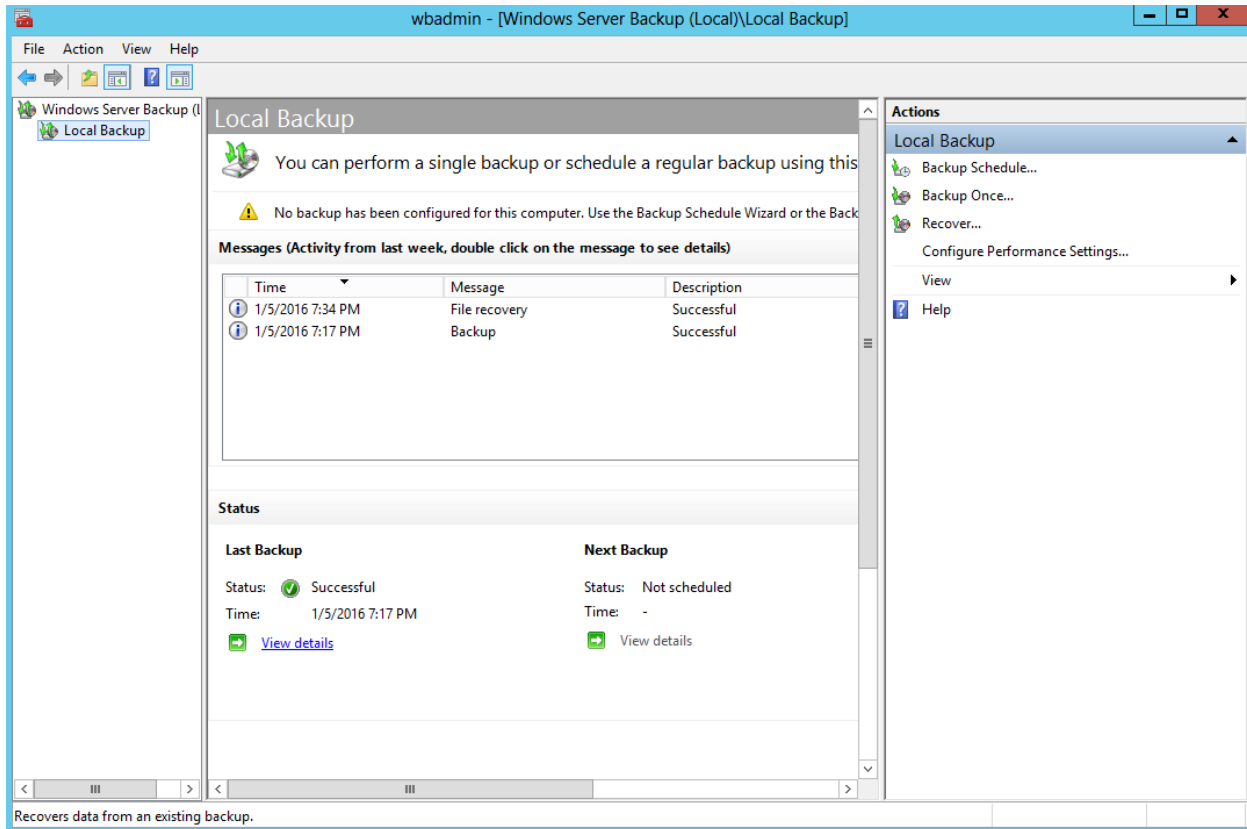 wbadmin - [Windows Server Backup (Local)\Local Backup]
File Action View Help
Windows Server Backup (L
Local Backup
Local Backup
You can perform a single backup or schedule a regular backup using this
No backup has been configured for this computer. Use the Backup Schedule Wizard or the Back
Messages (Activity from last week, double click on the message to see details)
Time Message Description
1/5/2016 7:34 PM File recovery Successful
1/5/2016 7:17 PM Backup Successful
Status
Last Backup Next Backup
Status: Successful Status: Not scheduled
Time: 1/5/2016 7:17 PM Time: -
View details View details
Actions
Local Backup
Backup Schedule...
Backup Once...
Recover...
Configure Performance Settings...
View
Help
Recovers data from an existing backup.